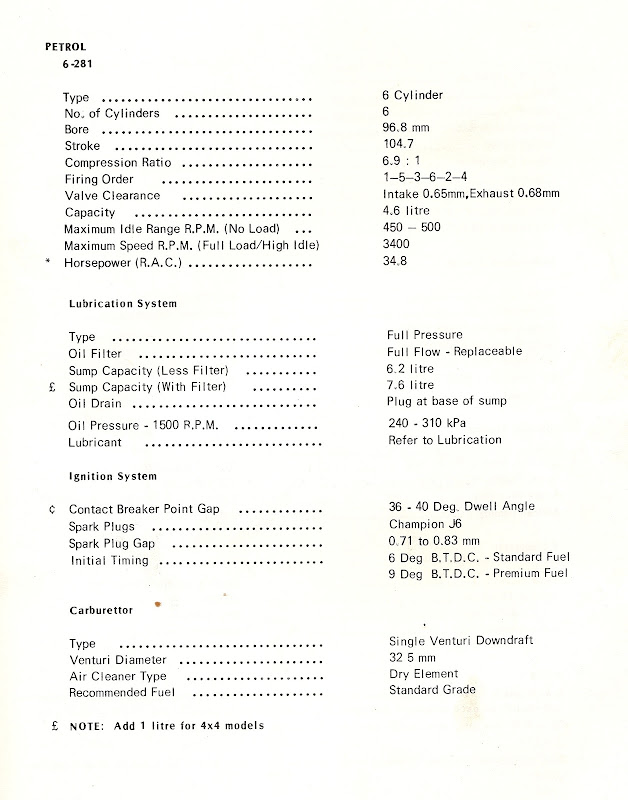 PETROL
6-281
Type ................................ 6 Cylinder
No. of Cylinders ..................... 6
Bore ................................ 96.8 mm
Stroke .............................. 104.7
Compression Ratio .................... 6.9 : 1
Firing Order ....................... 1–5–3–6–2–4
Valve Clearance .................... Intake 0.65mm,Exhaust 0.68mm
Capacity ........................... 4.6 litre
Maximum Idle Range R.P.M. (No Load) ... 450 – 500
Maximum Speed R.P.M. (Full Load/High Idle) 3400
* Horsepower (R.A.C.) ................... 34.8
Lubrication System
Type ............................... Full Pressure
Oil Filter ........................... Full Flow - Replaceable
Sump Capacity (Less Filter) ........... 6.2 litre
£ Sump Capacity (With Filter) .......... 7.6 litre
Oil Drain ............................ Plug at base of sump
Oil Pressure - 1500 R.P.M. ............. 240 - 310 kPa
Lubricant ........................... Refer to Lubrication
Ignition System
¢ Contact Breaker Point Gap ............. 36 - 40 Deg. Dwell Angle
Spark Plugs .......................... Champion J6
Spark Plug Gap ....................... 0.71 to 0.83 mm
Initial Timing ......................... 6 Deg B.T.D.C. - Standard Fuel
9 Deg B.T.D.C. - Premium Fuel
Carburettor
Type ............................... Single Venturi Downdraft
Venturi Diameter ...................... 32 5 mm
Air Cleaner Type ..................... Dry Element
Recommended Fuel .................... Standard Grade
£ NOTE: Add 1 litre for 4x4 models